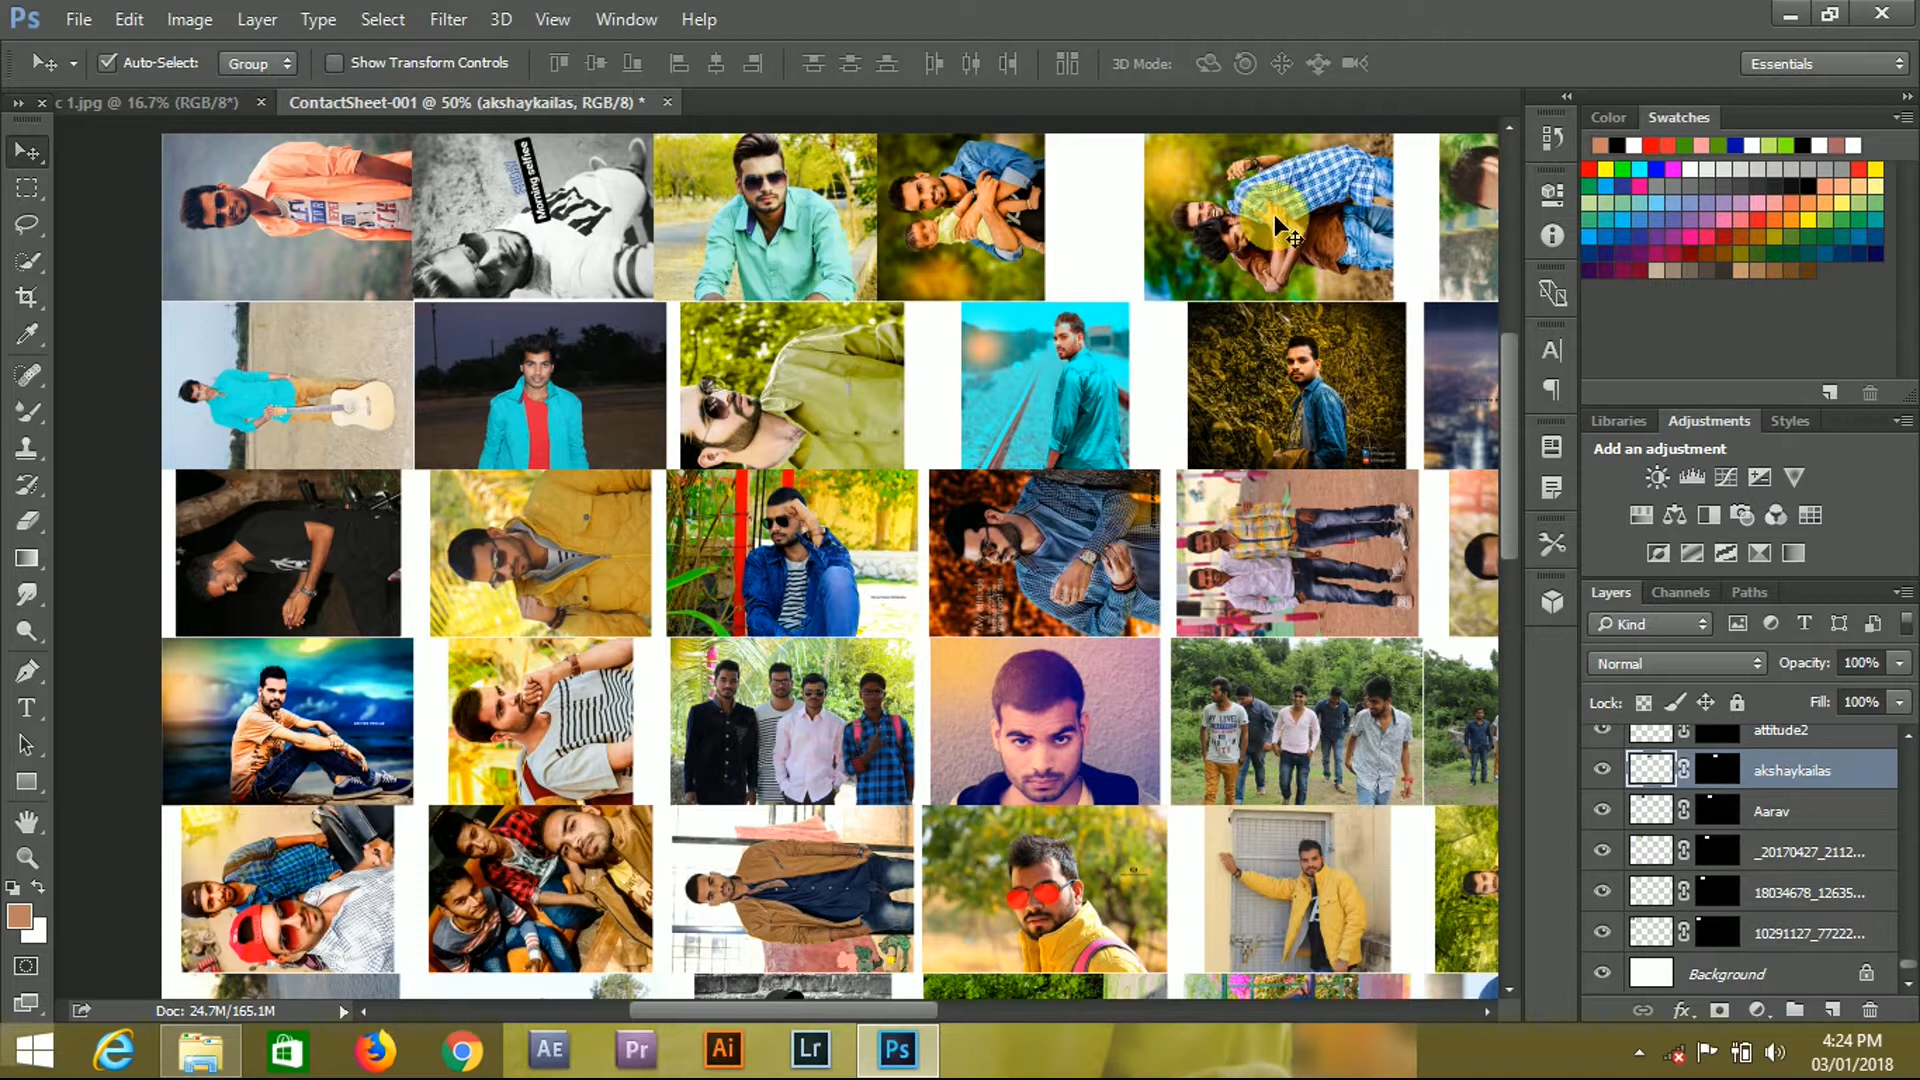 Ps File Edit Image Layer Type Select Filter 3D View Window Help
Auto-Select: Group Show Transform Controls 3D Mode: Essentials
c 1.jpg @ 16.7% (RGB/8*) × ContactSheet-001 @ 50% (akshaykailas, RGB/8) * ×
Color Swatches
Morning selfiee
Libraries Adjustments Styles
Add an adjustment
Layers Channels Paths
Kind
Normal Opacity: 100%
Lock: Fill: 100%
attitude2
akshaykailas
Aarav
_20170427_2112...
18034678_12635...
10291127_77222...
Background
Doc: 24.7M/165.1M
AE Pr Ai Lr Ps
4:24 PM
03/01/2018